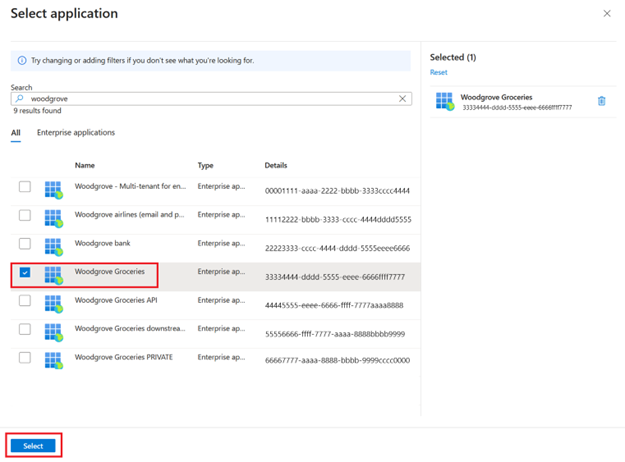 Select application
Try changing or adding filters if you don't see what you're looking for.
Search
woodgrove
9 results found
All Enterprise applications
Name Type Details
Woodgrove - Multi-tenant for en... Enterprise ap... 00001111-aaaa-2222-bbbb-3333cccc4444
Woodgrove airlines (email and p... Enterprise ap... 11112222-bbbb-3333-cccc-4444dddd5555
Woodgrove bank Enterprise ap... 22223333-cccc-4444-dddd-5555eeee6666
Woodgrove Groceries Enterprise ap... 33334444-dddd-5555-eeee-6666ffff7777
Woodgrove Groceries API Enterprise ap... 44445555-eeee-6666-ffff-7777aaaa8888
Woodgrove Groceries downstrea... Enterprise ap... 55556666-ffff-7777-aaaa-8888bbbb9999
Woodgrove Groceries PRIVATE Enterprise ap... 66667777-aaaa-8888-bbbb-9999cccc0000
Selected (1)
Reset
Woodgrove Groceries
33334444-dddd-5555-eeee-6666ffff7777
Select